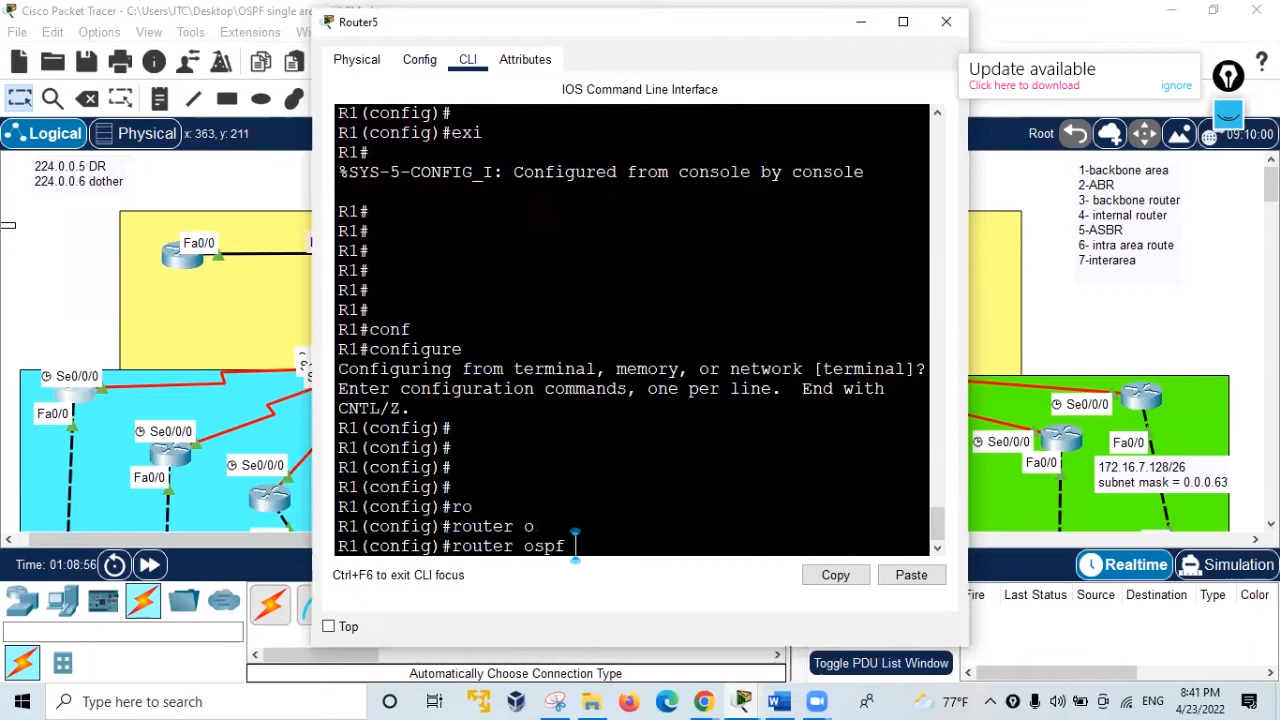 Cisco Packet Tracer - C:\Users\JTC\Desktop\OSPF single
File Edit Options View Tools Extensions
Router5
Physical Config CLI Attributes
IOS Command Line Interface
Update available
Click here to download ignore
Logical Physical x: 363, y: 211
Root 09:10:00
224.0.0.5 DR
224.0.0.6 dother
1-backbone area
2-ABR
3- backbone router
4- internal router
5-ASBR
6- intra area route
7-interarea
R1(config)#
R1(config)#exi
R1#
%SYS-5-CONFIG_I: Configured from console by console
R1#
R1#
R1#
R1#
R1#
R1#
R1#conf
R1#configure
Configuring from terminal, memory, or network [terminal]?
Enter configuration commands, one per line. End with
CNTL/Z.
R1(config)#
R1(config)#
R1(config)#
R1(config)#
R1(config)#ro
R1(config)#router o
R1(config)#router ospf
Fa0/0
Se0/0/0
Fa0/0
Se0/0/0
Fa0/0
Se0/0/0
Se0/0/0
Se0/0/0
Fa0/0
Fa0/0
172.16.7.128/26
subnet mask = 0.0.0.63
Ctrl+F6 to exit CLI focus
Copy Paste
Top
Time: 01:08:56
Realtime Simulation
Fire Last Status Source Destination Type Color
Automatically Choose Connection Type
Toggle PDU List Window
Type here to search
77°F
ENG
8:41 PM
4/23/2022